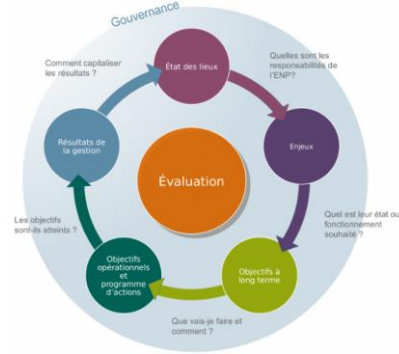 Gouvernance
Comment capitaliser
les résultats ?
État des lieux
Quelles sont les
responsabilités de
l'ENP?
Résultats de
la gestion
Enjeux
Évaluation
Les objectifs
sont-ils atteints ?
Quel est leur état ou
fonctionnement
souhaité ?
Objectifs
opérationnels
et
programme
d'actions
Objectifs à
long terme
Que vais-je faire et
comment ?